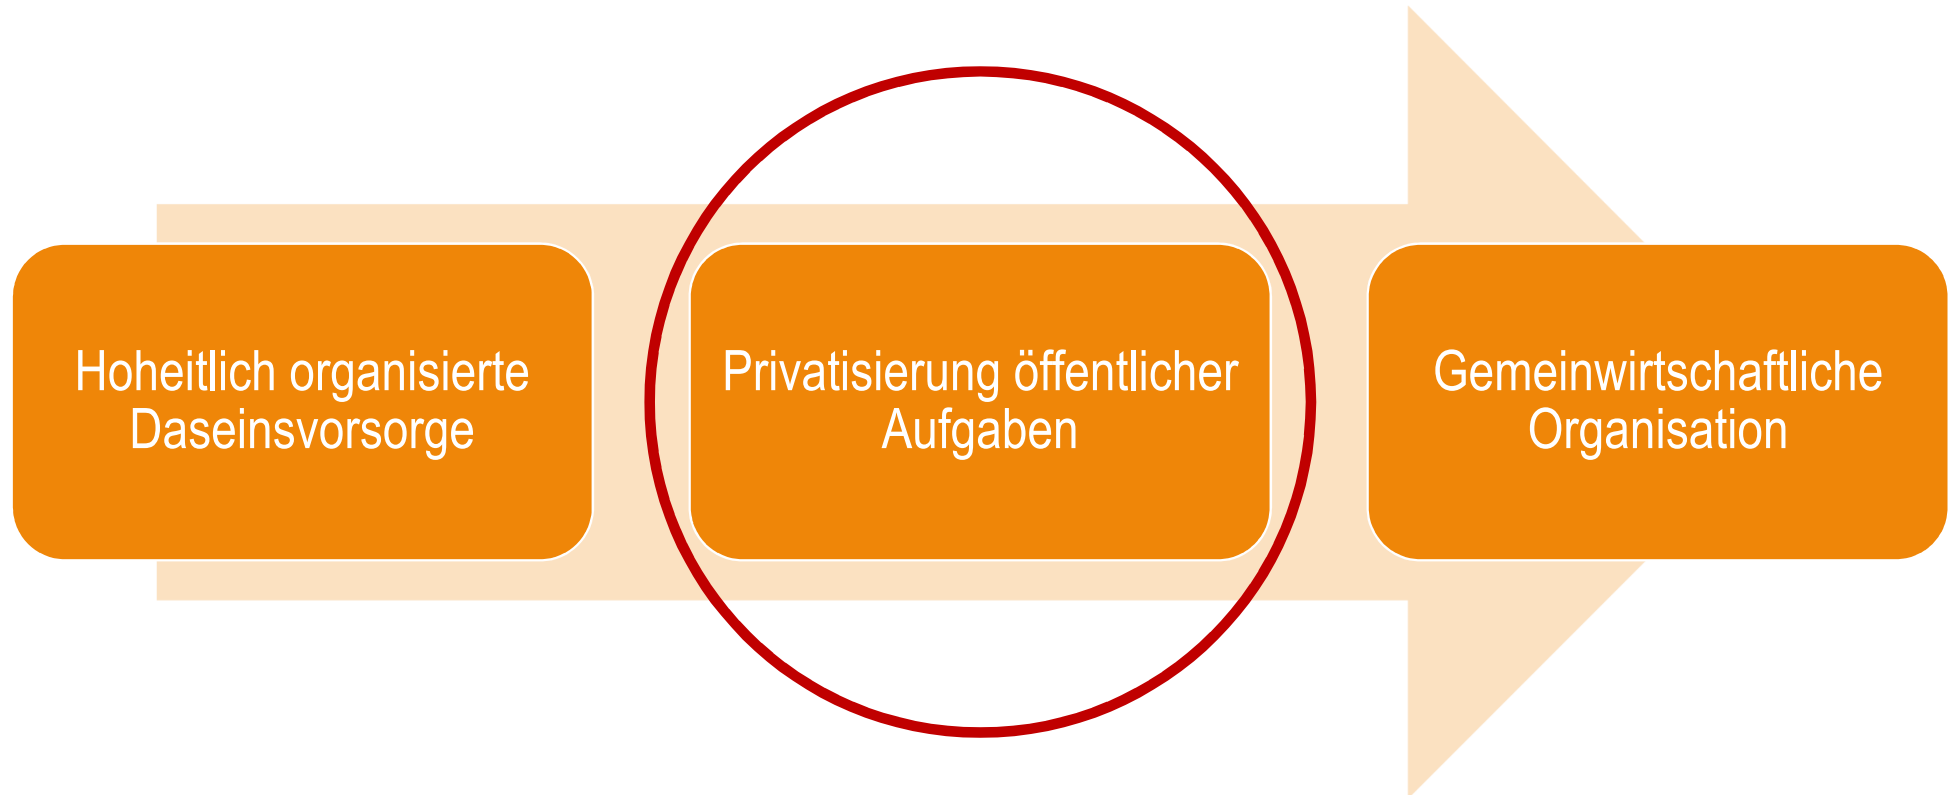 Hoheitlich organisierte
Daseinsvorsorge
Privatisierung öffentlicher
Aufgaben
Gemeinwirtschaftliche
Organisation